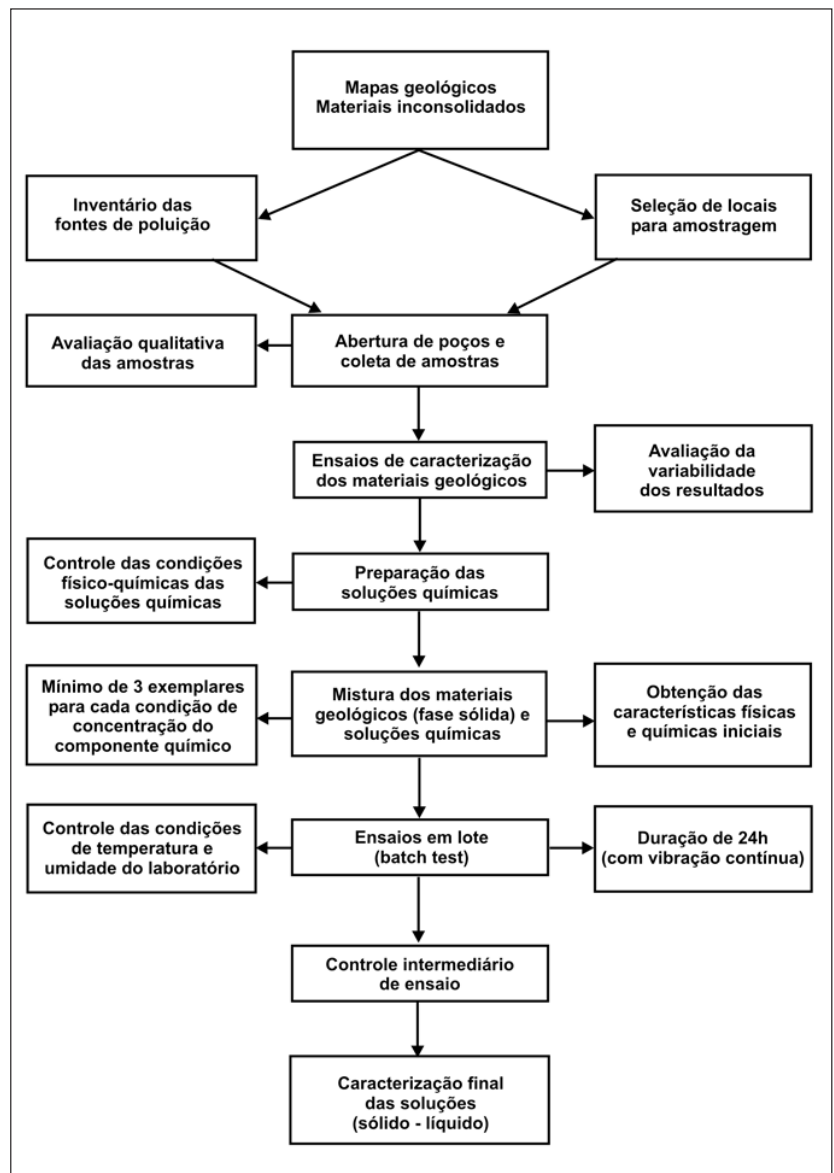 Mapas geológicos
Materiais inconsolidados
Inventário das
fontes de poluição
Seleção de locais
para amostragem
Avaliação qualitativa
das amostras
Abertura de poços e
coleta de amostras
Ensaios de caracterização
dos materiais geológicos
Avaliação da
variabilidade
dos resultados
Controle das condições
físico-químicas das
soluções químicas
Preparação das
soluções químicas
Mínimo de 3 exemplares
para cada condição de
concentração do
componente químico
Mistura dos materiais
geológicos (fase sólida) e
soluções químicas
Obtenção das
características físicas
e químicas iniciais
Controle das condições
de temperatura e
umidade do laboratório
Ensaios em lote
(batch test)
Duração de 24h
(com vibração contínua)
Controle intermediário
de ensaio
Caracterização final
das soluções
(sólido - líquido)